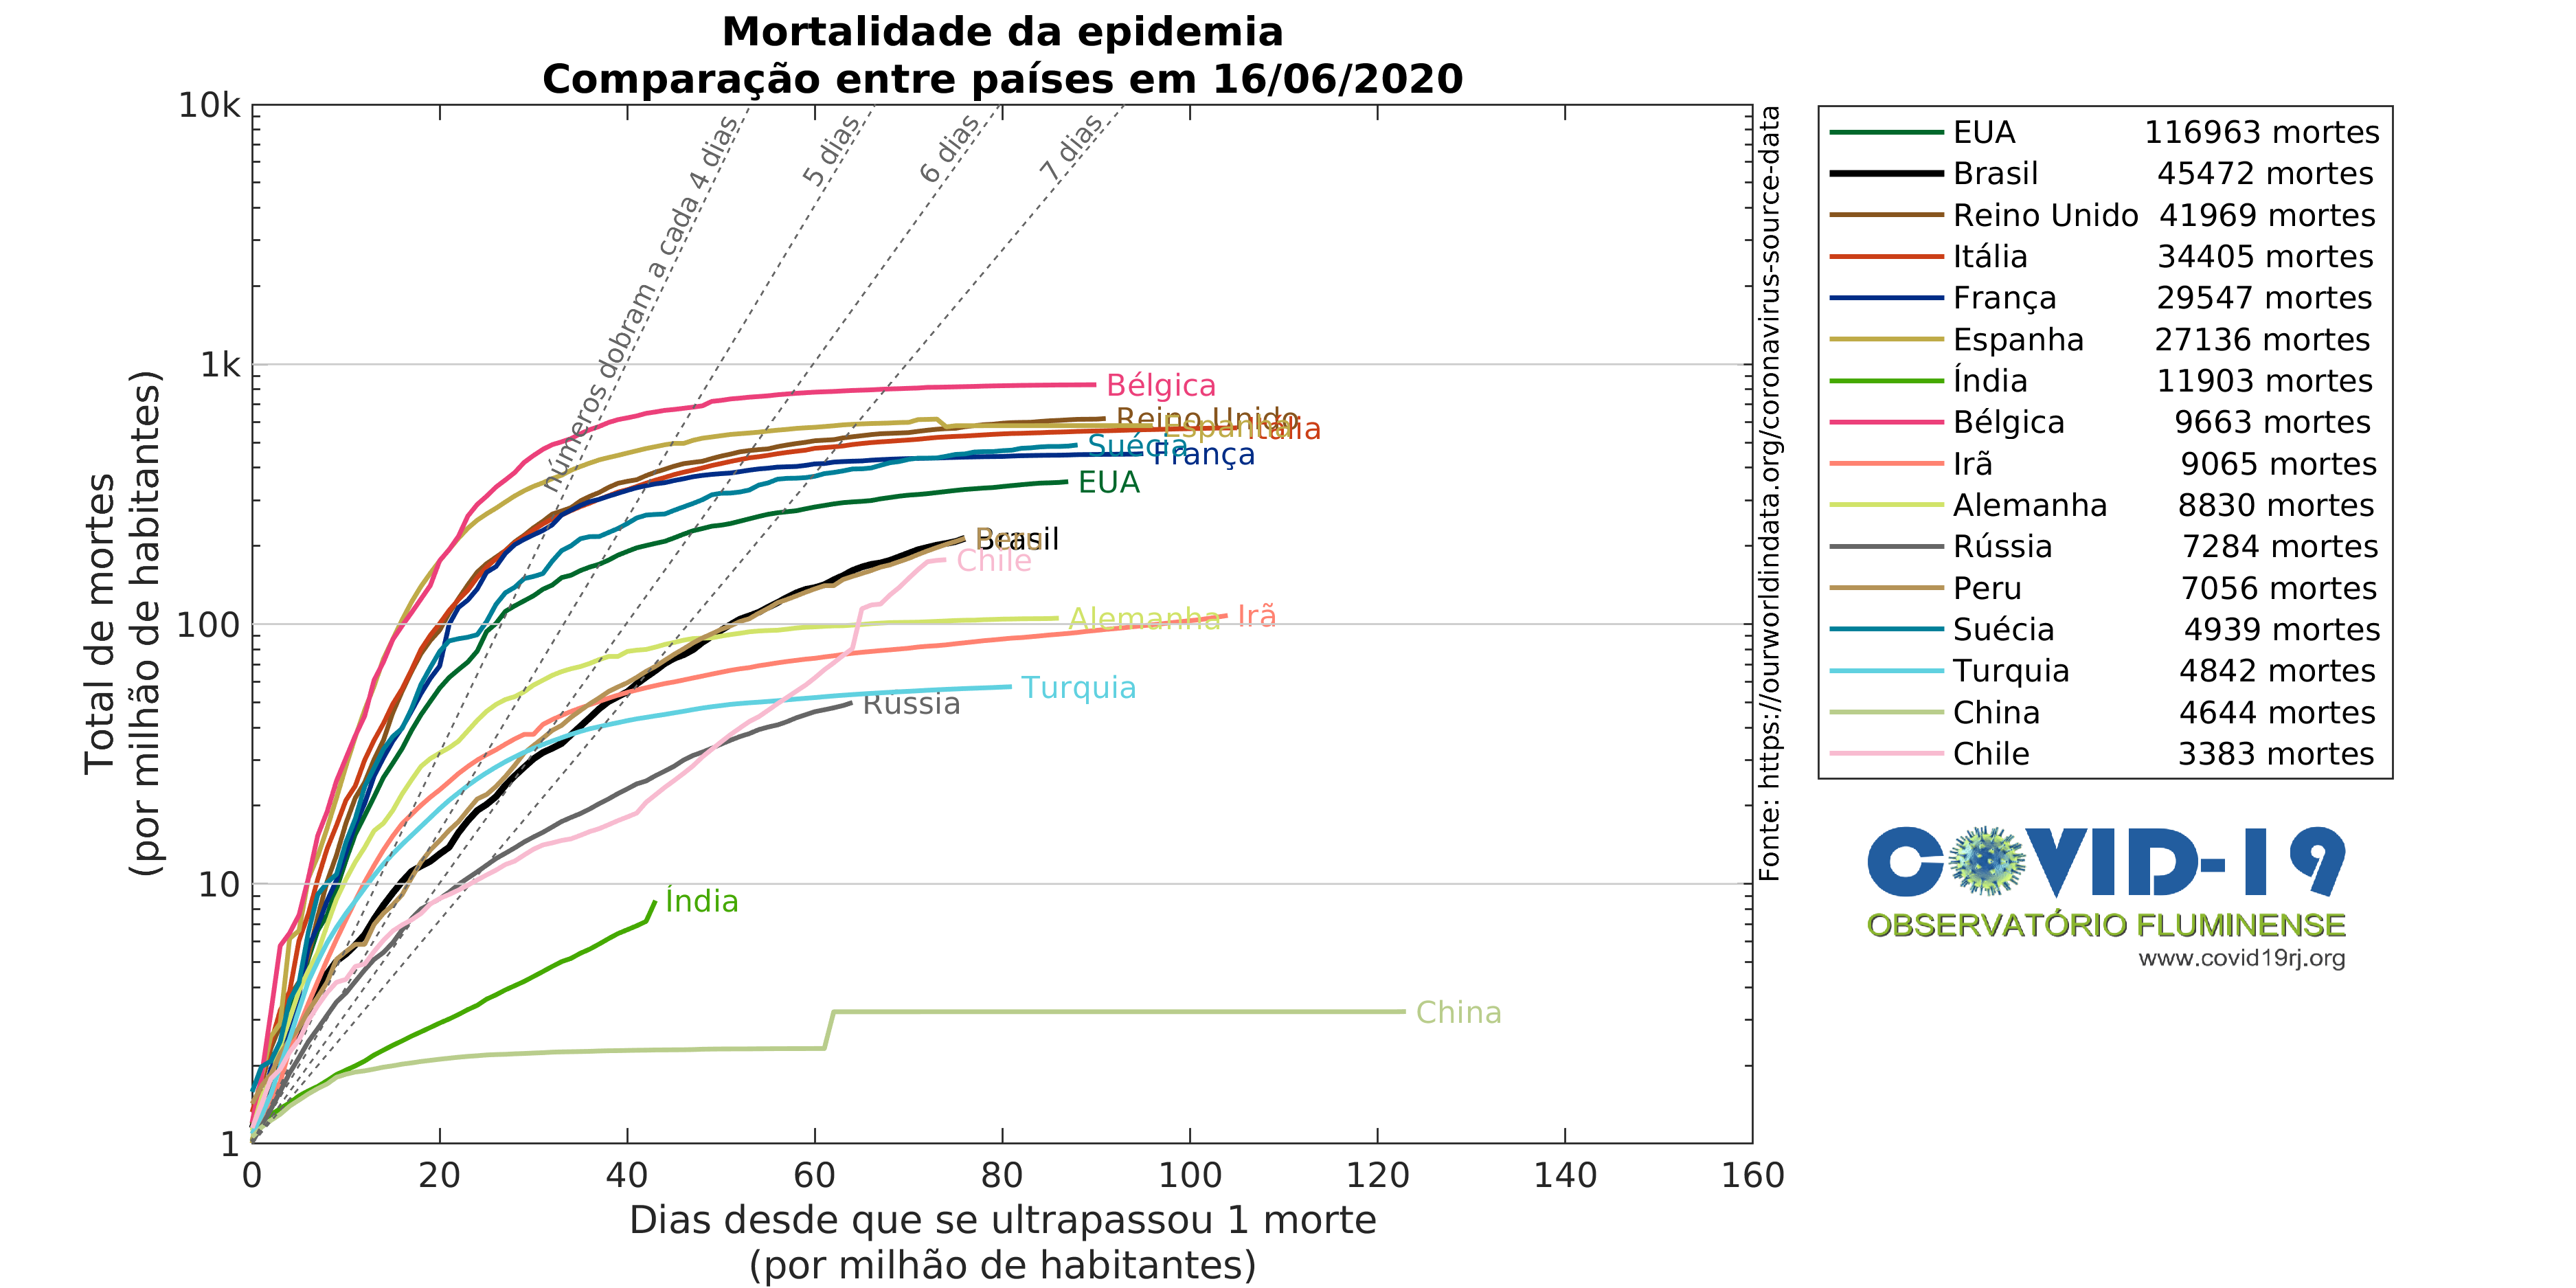 Mortalidade da epidemia
Comparação entre países em 16/06/2020
Total de mortes
(por milhão de habitantes)
10k
1k
100
10
1
0 20 40 60 80 100 120 140 160
Dias desde que se ultrapassou 1 morte
(por milhão de habitantes)
números dobram a cada 4 dias
5 dias
6 dias
7 dias
Bélgica
Reino Unido
Espanha
Itália
Suécia
França
EUA
Brasil
Peru
Chile
Alemanha
Irã
Turquia
Rússia
Índia
China
Fonte: https://ourworldindata.org/coronavirus-source-data
EUA 116963 mortes
Brasil 45472 mortes
Reino Unido 41969 mortes
Itália 34405 mortes
França 29547 mortes
Espanha 27136 mortes
Índia 11903 mortes
Bélgica 9663 mortes
Irã 9065 mortes
Alemanha 8830 mortes
Rússia 7284 mortes
Peru 7056 mortes
Suécia 4939 mortes
Turquia 4842 mortes
China 4644 mortes
Chile 3383 mortes
COVID-19
OBSERVATÓRIO FLUMINENSE
www.covid19rj.org